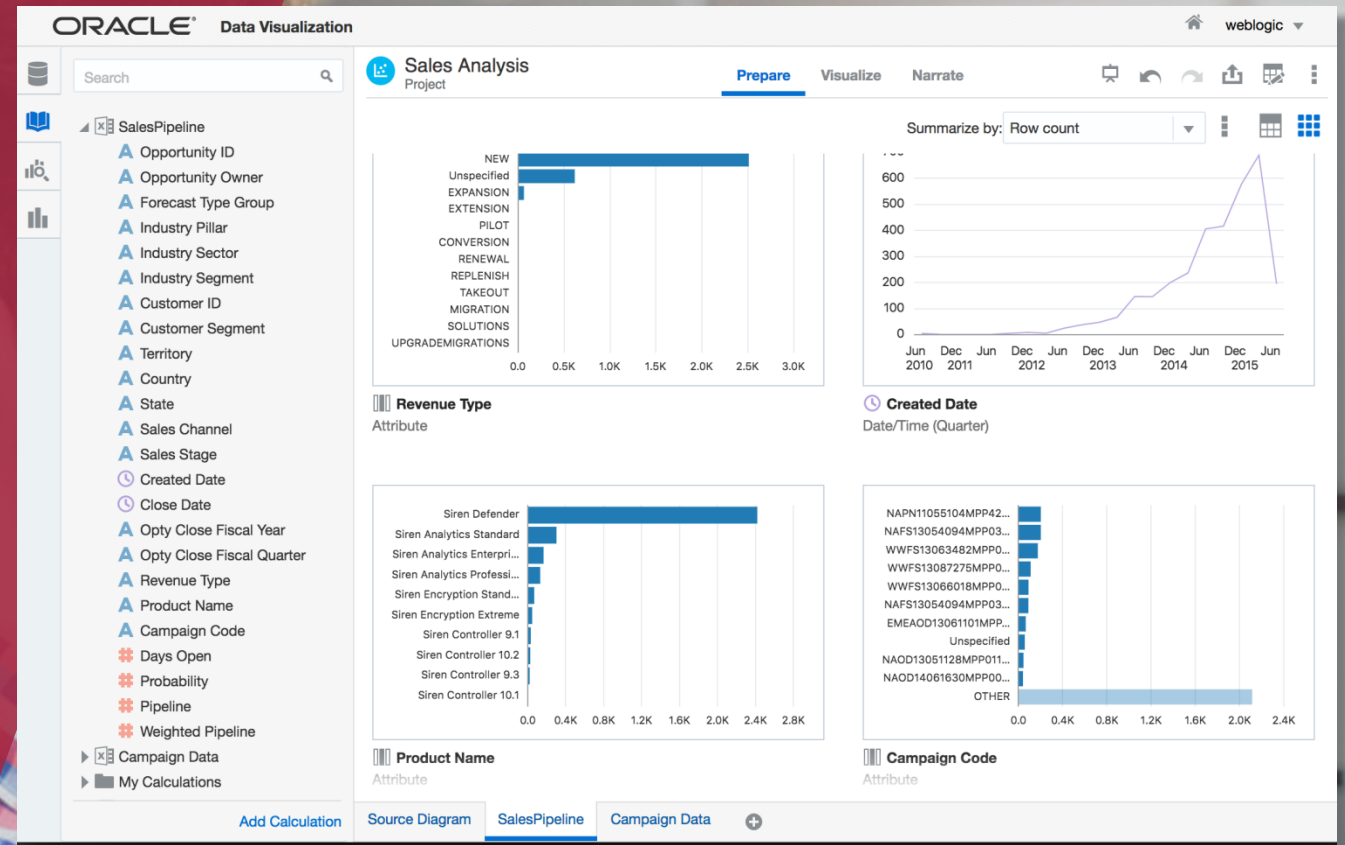 ORACLE® Data Visualization
weblogic
Search
SalesPipeline
Opportunity ID
Opportunity Owner
Forecast Type Group
Industry Pillar
Industry Sector
Industry Segment
Customer ID
Customer Segment
Territory
Country
State
Sales Channel
Sales Stage
Created Date
Close Date
Opty Close Fiscal Year
Opty Close Fiscal Quarter
Revenue Type
Product Name
Campaign Code
Days Open
Probability
Pipeline
Weighted Pipeline
Campaign Data
My Calculations
Add Calculation
Sales Analysis
Project
Prepare Visualize Narrate
Summarize by: Row count
NEW
Unspecified
EXPANSION
EXTENSION
PILOT
CONVERSION
RENEWAL
REPLENISH
TAKEOUT
MIGRATION
SOLUTIONS
UPGRADEMIGRATIONS
0.0 0.5K 1.0K 1.5K 2.0K 2.5K 3.0K
Revenue Type
Attribute
600
500
400
300
200
100
0
Jun Dec Jun Dec Jun Dec Jun Dec Jun Dec Jun
2010 2011 2012 2013 2014 2015
Created Date
Date/Time (Quarter)
Siren Defender
Siren Analytics Standard
Siren Analytics Enterpri...
Siren Analytics Professi...
Siren Encryption Stand...
Siren Encryption Extreme
Siren Controller 9.1
Siren Controller 10.2
Siren Controller 9.3
Siren Controller 10.1
0.0 0.4K 0.8K 1.2K 1.6K 2.0K 2.4K 2.8K
Product Name
Attribute
NAPN11055104MPP42...
NAFS13054094MPP03...
WWFS13063482MPP0...
WWFS13087275MPP0...
WWFS13066018MPP0...
NAFS13054094MPP03...
EMEAOD13061101MPP...
Unspecified
NAOD13051128MPP011...
NAOD14061630MPP00...
OTHER
0.0 0.4K 0.8K 1.2K 1.6K 2.0K 2.4K
Campaign Code
Attribute
Source Diagram SalesPipeline Campaign Data